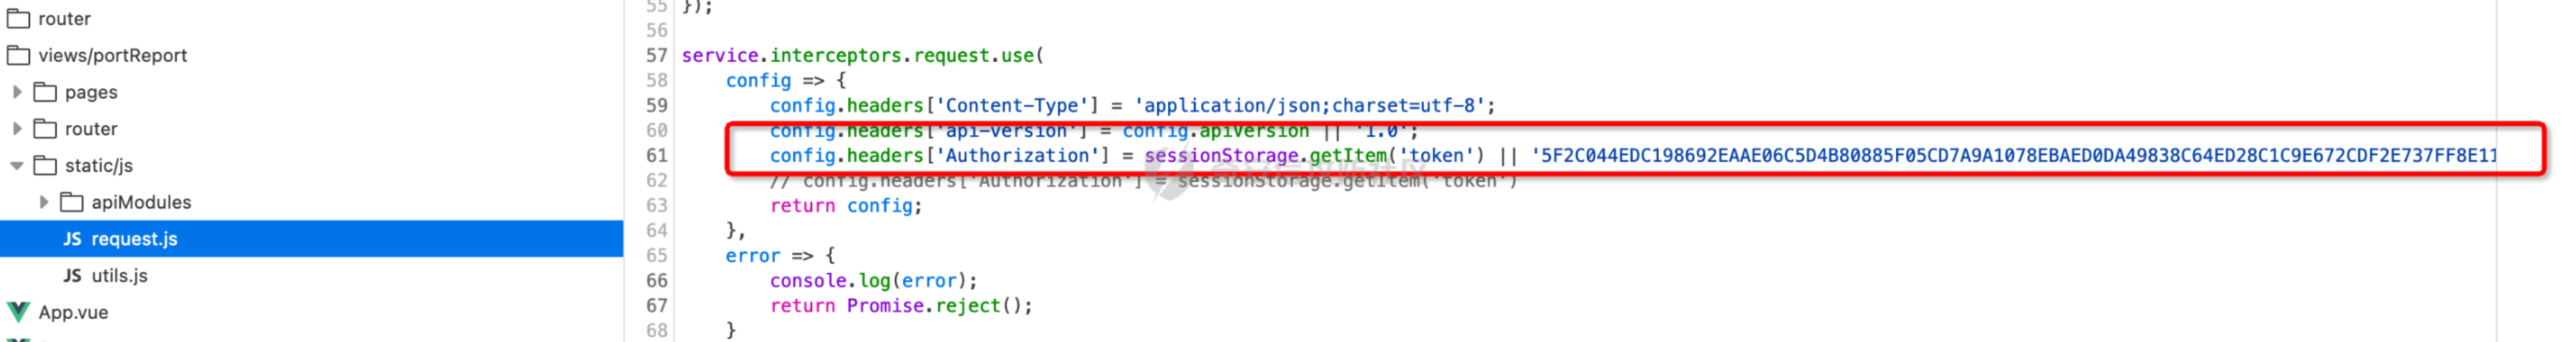 router
views/portReport
pages
router
static/js
apiModules
JS request.js
JS utils.js
App.vue
55 });
56
57 service.interceptors.request.use(
58 config => {
59 config.headers['Content-Type'] = 'application/json;charset=utf-8';
60 config.headers['api-version'] = config.apiVersion || '1.0';
61 config.headers['Authorization'] = sessionStorage.getItem('token') || '5F2C044EDC198692EAAE06C5D4B80885F05CD7A9A1078EBAED0DA49838C64ED28C1C9E672CDF2E737FF8E11
62 // config.headers['Authorization'] = sessionStorage.getItem('token')
63 return config;
64 },
65 error => {
66 console.log(error);
67 return Promise.reject();
68 }